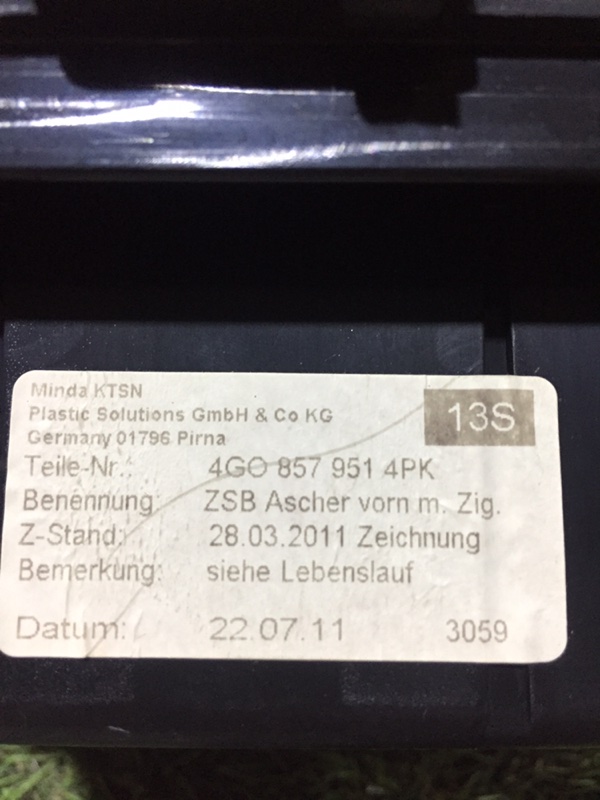 Minda KTSN
Plastic Solutions GmbH & Co KG
Germany 01796 Pirna
13S
Teile-Nr.: 4GO 857 951 4PK
Benennung: ZSB Ascher vorn m. Zig.
Z-Stand: 28.03.2011 Zeichnung
Bemerkung: siehe Lebenslauf
Datum: 22.07.11 3059